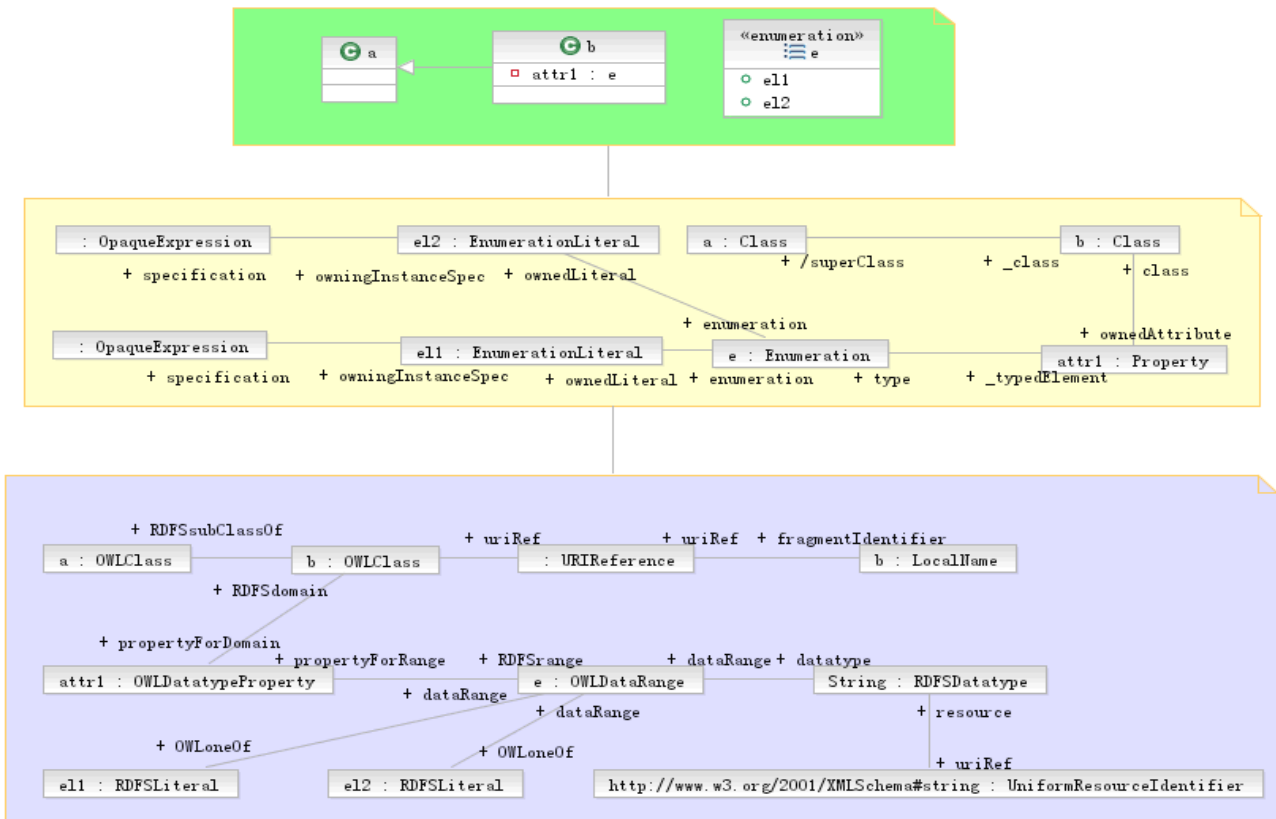 C a
C b
attr1 : e
«enumeration»
e
el1
el2
: OpaqueExpression
el2 : EnumerationLiteral
a : Class
b : Class
+ specification
+ owningInstanceSpec
+ ownedLiteral
+ /superClass
+ _class
+ class
+ enumeration
+ ownedAttribute
: OpaqueExpression
el1 : EnumerationLiteral
e : Enumeration
attr1 : Property
+ specification
+ owningInstanceSpec
+ ownedLiteral
+ enumeration
+ type
+ _typedElement
+ RDFSsubClassOf
+ uriRef
+ uriRef
+ fragmentIdentifier
a : OWLClass
b : OWLClass
: URIReference
b : LocalName
+ RDFSdomain
+ propertyForDomain
+ propertyForRange
+ RDFSrange
+ dataRange
+ datatype
attr1 : OWLDatatypeProperty
e : OWLDataRange
String : RDFSDatatype
+ dataRange
+ dataRange
+ resource
+ OWLoneOf
+ OWLoneOf
+ uriRef
el1 : RDFSLiteral
el2 : RDFSLiteral
http://www.w3.org/2001/XMLSchema#string : UniformResourceIdentifier